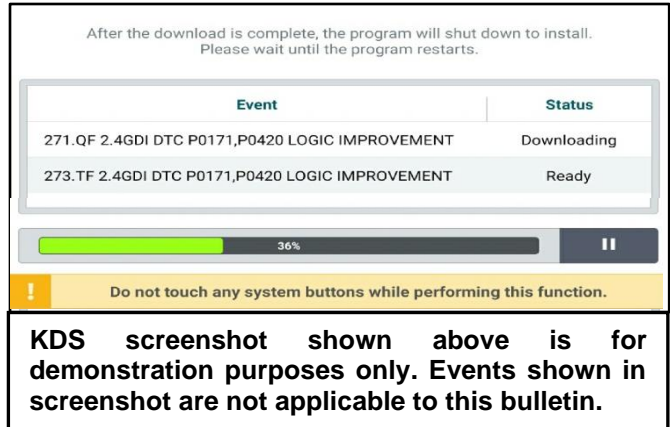 After the download is complete, the program will shut down to install.
Please wait until the program restarts.
Event Status
271.QF 2.4GDI DTC P0171,P0420 LOGIC IMPROVEMENT Downloading
273.TF 2.4GDI DTC P0171,P0420 LOGIC IMPROVEMENT Ready
36%
! Do not touch any system buttons while performing this function.
KDS screenshot shown above is for
demonstration purposes only. Events shown in
screenshot are not applicable to this bulletin.